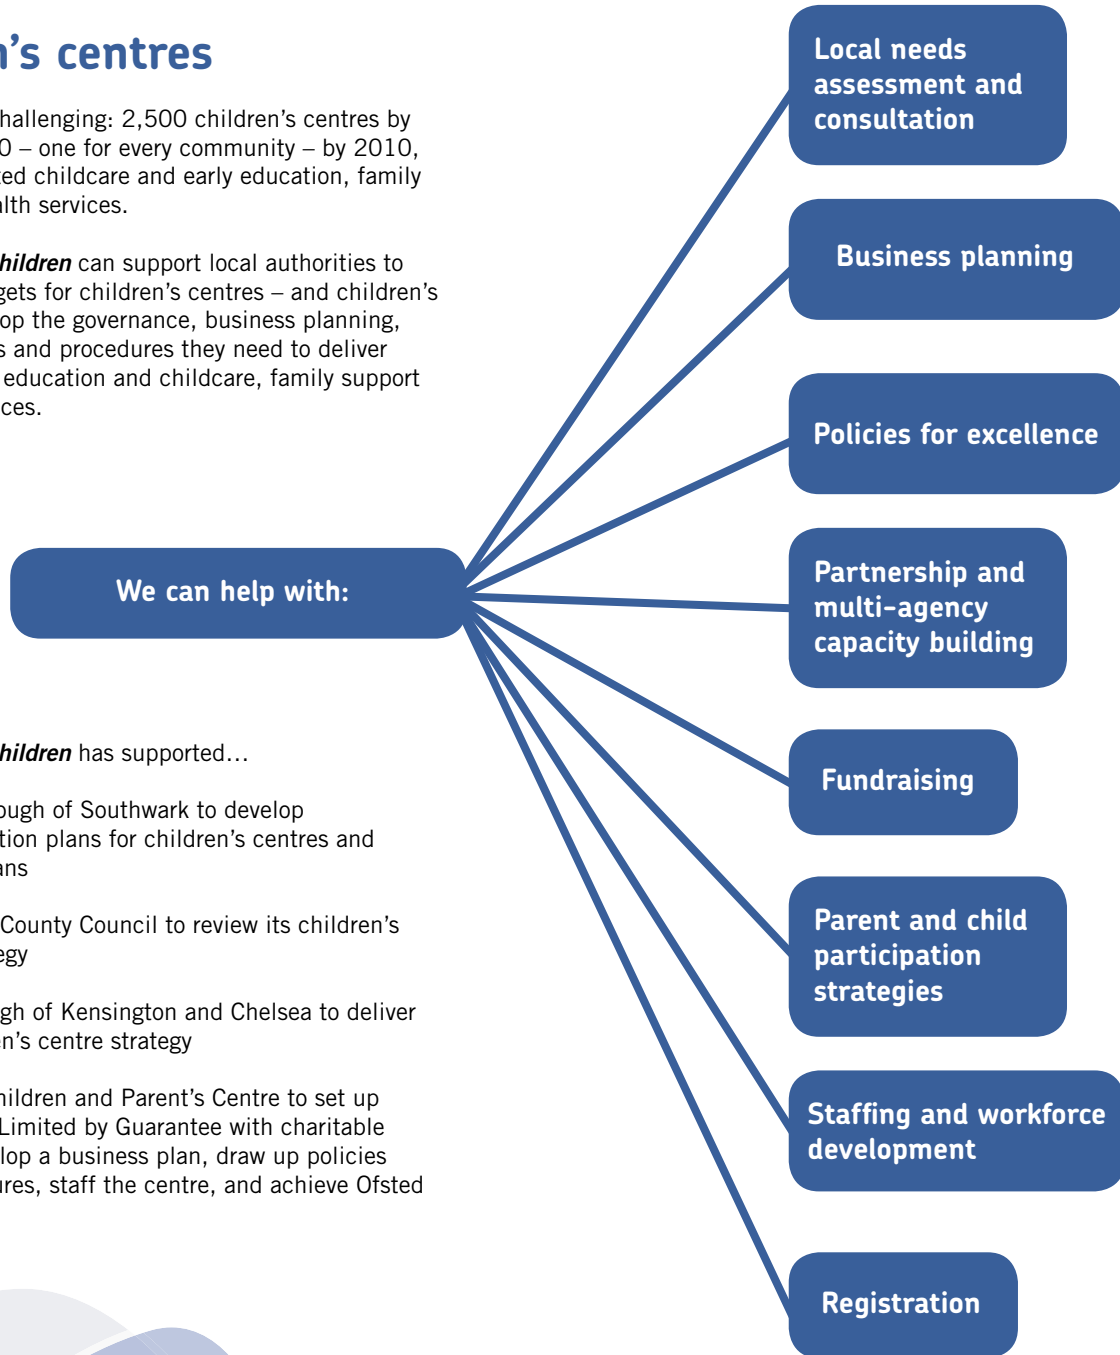 n's centres
hallenging: 2,500 children's centres by
0 – one for every community – by 2010,
ted childcare and early education, family
alth services.
hildren can support local authorities to
gets for children's centres – and children's
op the governance, business planning,
s and procedures they need to deliver
education and childcare, family support
ces.
We can help with:
Local needs
assessment and
consultation
Business planning
Policies for excellence
Partnership and
multi-agency
capacity building
Fundraising
Parent and child
participation
strategies
Staffing and workforce
development
Registration
hildren has supported…
ough of Southwark to develop
tion plans for children's centres and
ans
County Council to review its children's
egy
gh of Kensington and Chelsea to deliver
en's centre strategy
hildren and Parent's Centre to set up
Limited by Guarantee with charitable
lop a business plan, draw up policies
ures, staff the centre, and achieve Ofsted